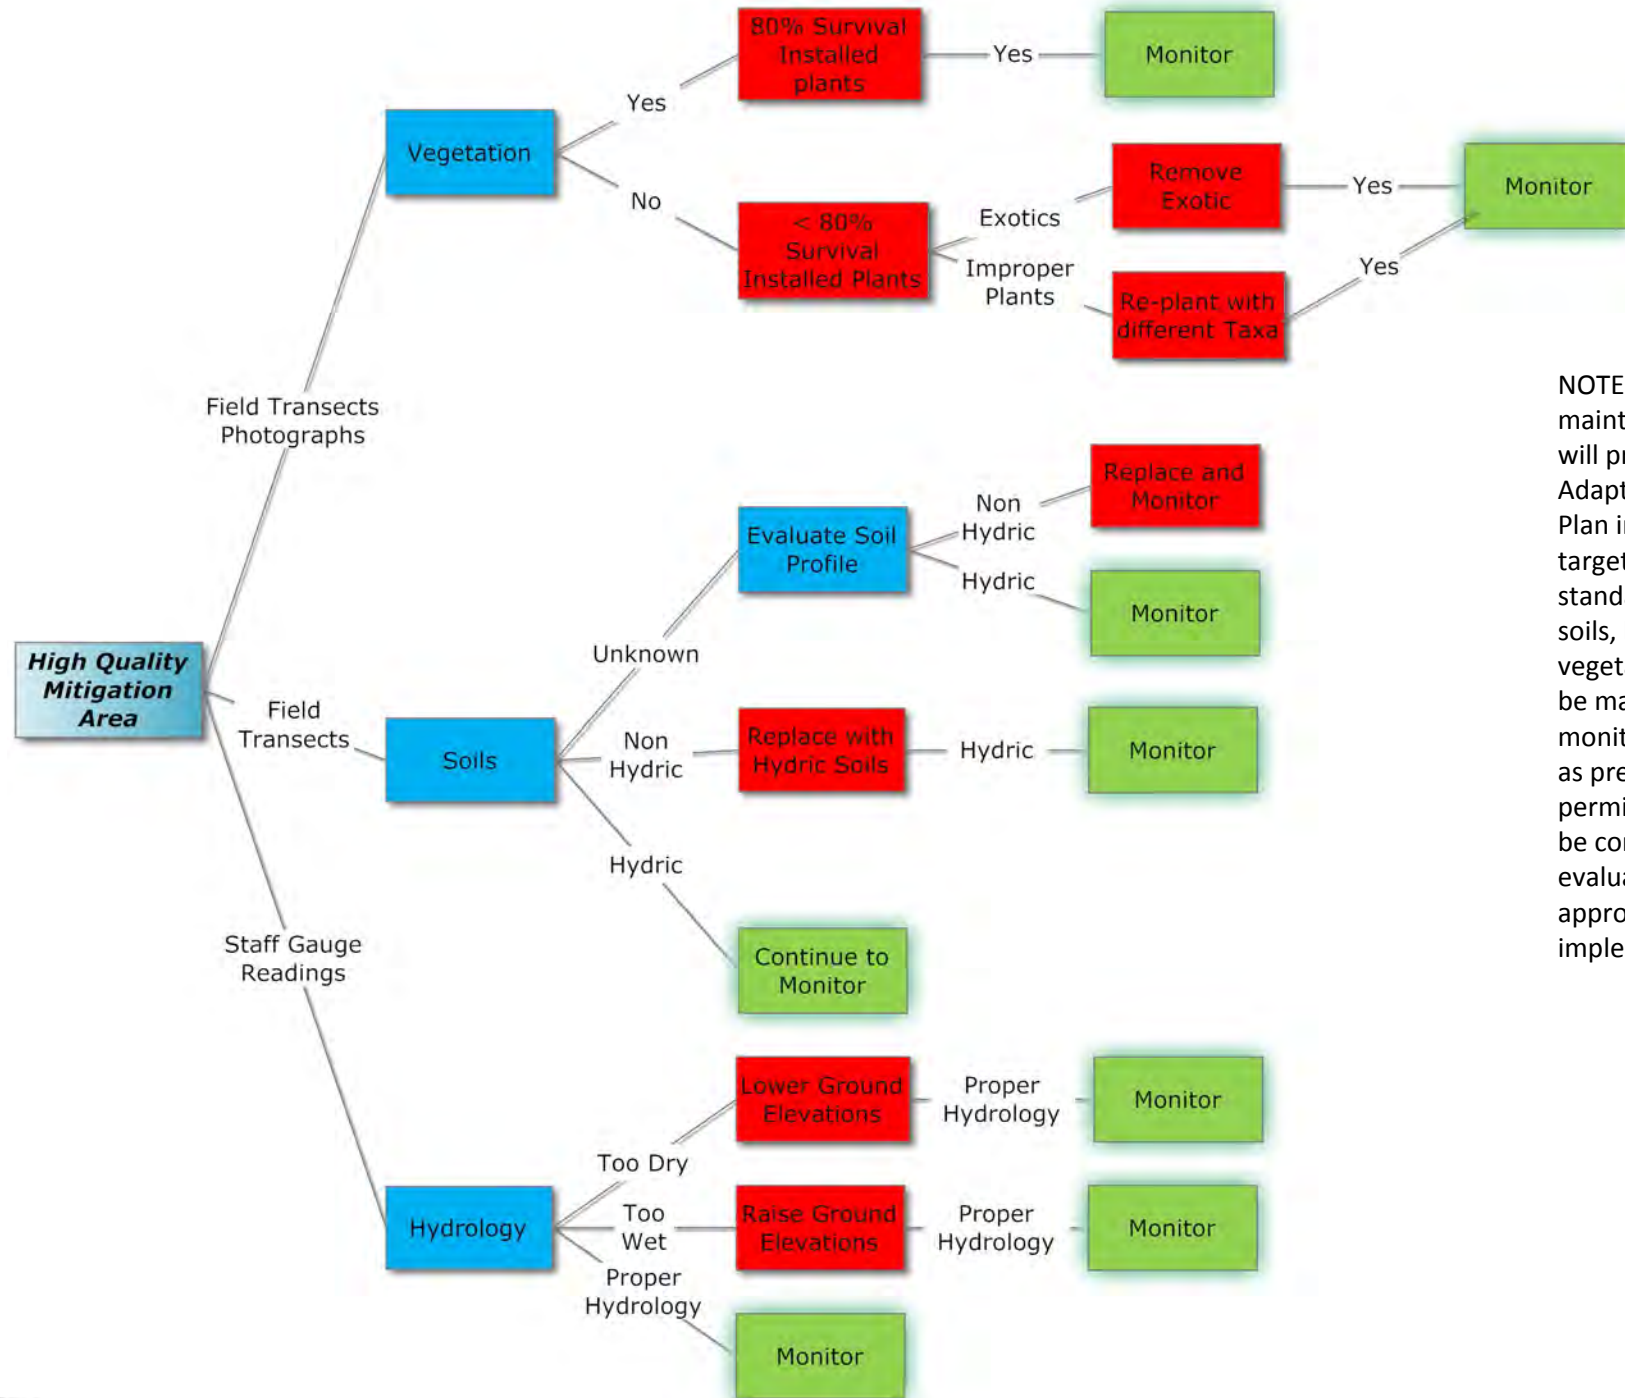 80% Survival
Installed
plants
Yes
Monitor
Yes
Vegetation
No
< 80%
Survival
Installed Plants
Exotics
Remove
Exotic
Yes
Monitor
Improper
Plants
Re-plant with
different Taxa
Yes
Field Transects
Photographs
High Quality
Mitigation
Area
Field
Transects
Soils
Unknown
Evaluate Soil
Profile
Non
Hydric
Replace and
Monitor
Hydric
Monitor
Non
Hydric
Replace with
Hydric Soils
Hydric
Monitor
Hydric
Continue to
Monitor
Staff Gauge
Readings
Hydrology
Too Dry
Lower Ground
Elevations
Proper
Hydrology
Monitor
Too
Wet
Raise Ground
Elevations
Proper
Hydrology
Monitor
Proper
Hydrology
Monitor
NOTE
maint
will pr
Adapt
Plan i
target
stand
soils,
veget
be ma
monit
as pre
permi
be co
evalua
appro
imple